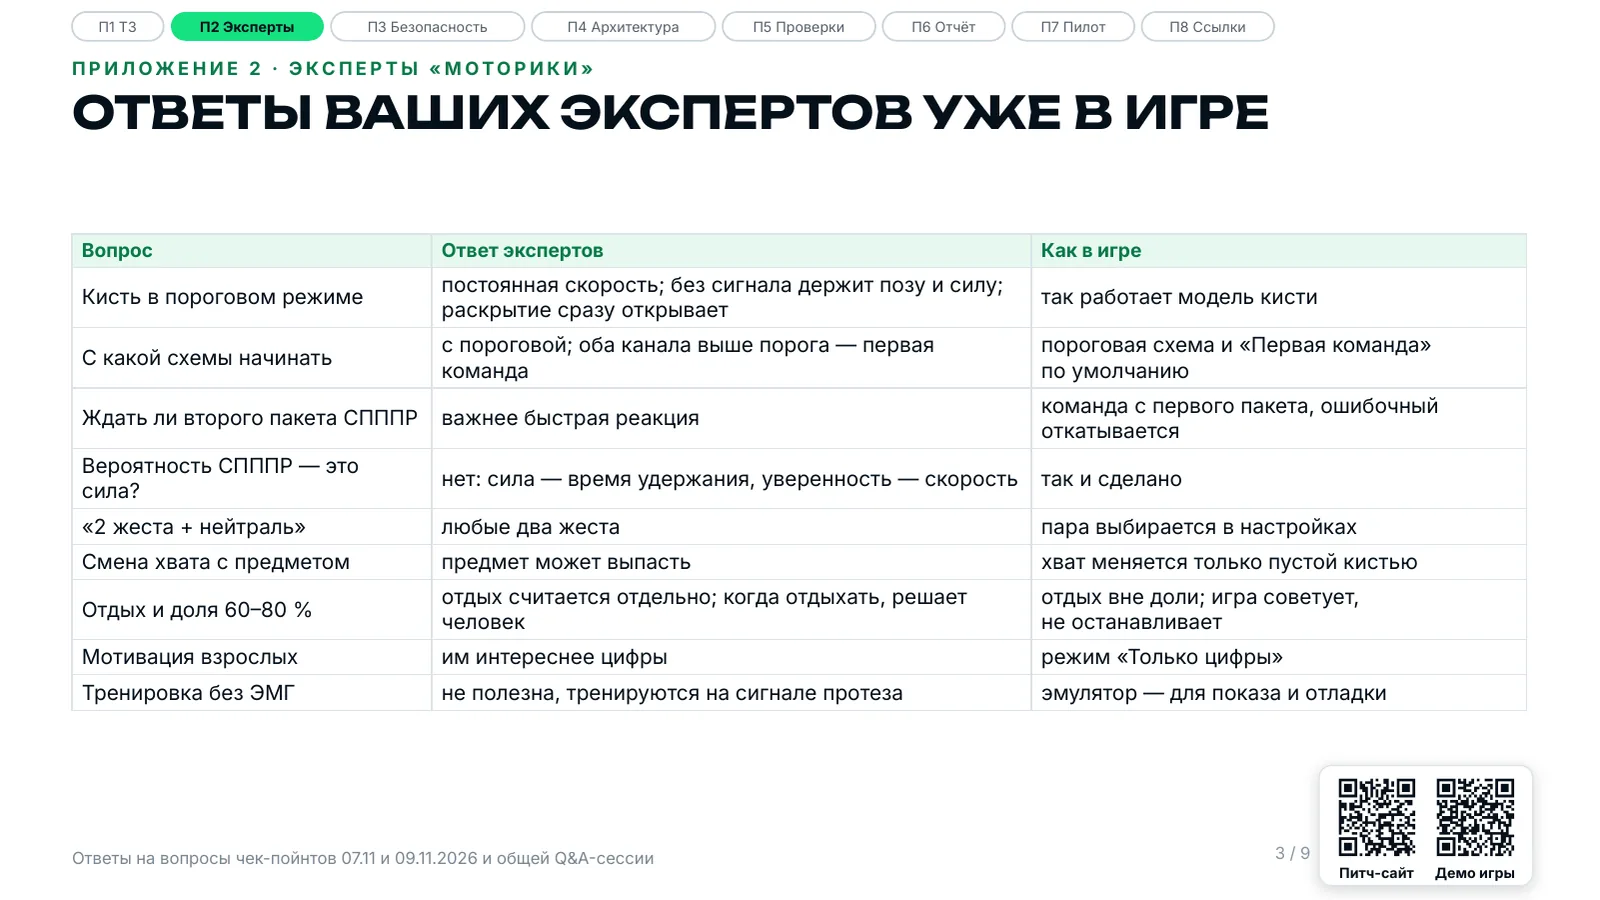 П1 ТЗ
П2 Эксперты
П3 Безопасность
П4 Архитектура
П5 Проверки
П6 Отчёт
П7 Пилот
П8 Ссылки
ПРИЛОЖЕНИЕ 2 · ЭКСПЕРТЫ «МОТОРИКИ»
ОТВЕТЫ ВАШИХ ЭКСПЕРТОВ УЖЕ В ИГРЕ
Вопрос
Ответ экспертов
Как в игре
Кисть в пороговом режиме
постоянная скорость; без сигнала держит позу и силу;
раскрытие сразу открывает
так работает модель кисти
С какой схемы начинать
с пороговой; оба канала выше порога — первая
команда
пороговая схема и «Первая команда»
по умолчанию
Ждать ли второго пакета СПППР
важнее быстрая реакция
команда с первого пакета, ошибочный
откатывается
Вероятность СПППР — это
сила?
нет: сила — время удержания, уверенность — скорость
так и сделано
«2 жеста + нейтраль»
любые два жеста
пара выбирается в настройках
Смена хвата с предметом
предмет может выпасть
хват меняется только пустой кистью
Отдых и доля 60–80 %
отдых считается отдельно; когда отдыхать, решает
человек
отдых вне доли; игра советует,
не останавливает
Мотивация взрослых
им интереснее цифры
режим «Только цифры»
Тренировка без ЭМГ
не полезна, тренируются на сигнале протеза
эмулятор — для показа и отладки
Ответы на вопросы чек-пойнтов 07.11 и 09.11.2026 и общей Q&A-сессии
3 / 9
Питч-сайт
Демо игры